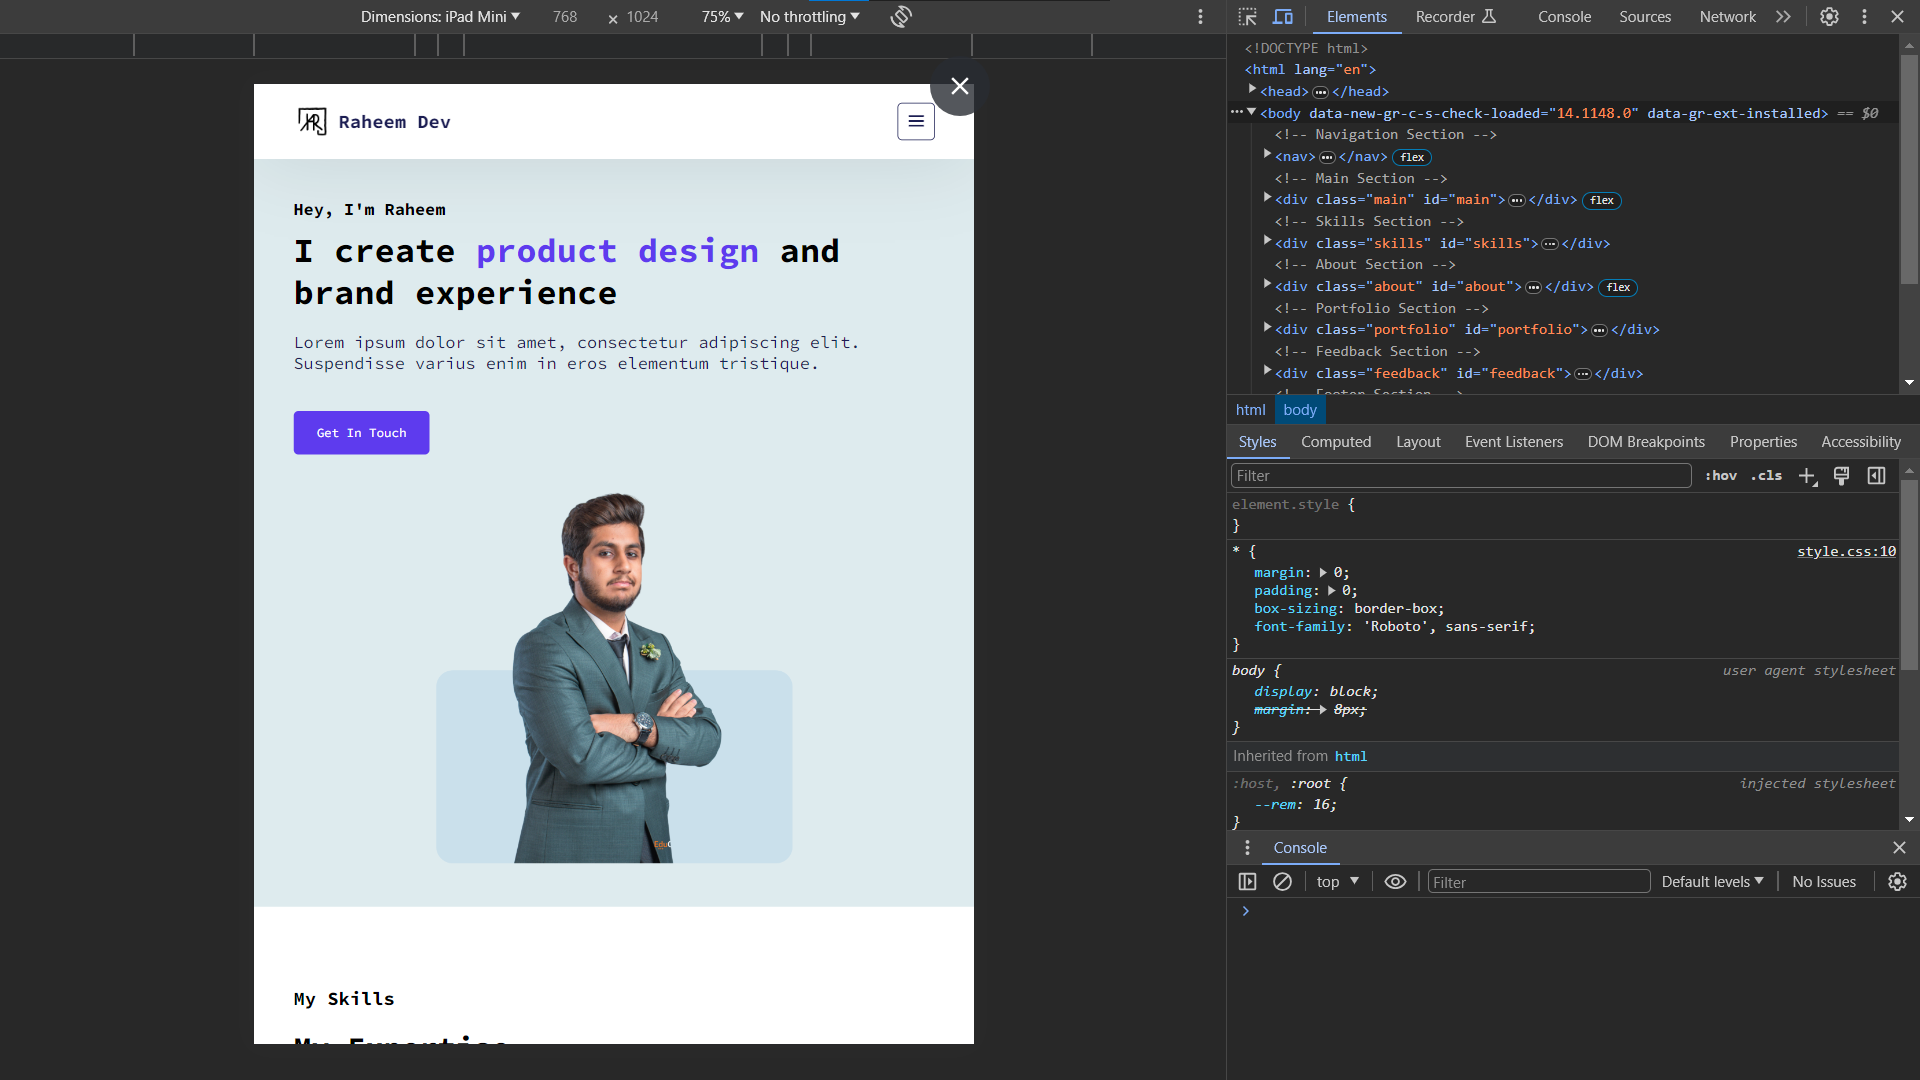 Dimensions: iPad Mini
768
×
1024
75%
No throttling
Raheem Dev
Hey, I'm Raheem
I create product design and
brand experience
Lorem ipsum dolor sit amet, consectetur adipiscing elit.
Suspendisse varius enim in eros elementum tristique.
Get In Touch
My Skills
Elements
Recorder
Console
Sources
Network
<!DOCTYPE html>
<html lang="en">
<head>…</head>
<body data-new-gr-c-s-check-loaded="14.1148.0" data-gr-ext-installed> == $0
<!-- Navigation Section -->
<nav>…</nav> flex
<!-- Main Section -->
<div class="main" id="main">…</div> flex
<!-- Skills Section -->
<div class="skills" id="skills">…</div>
<!-- About Section -->
<div class="about" id="about">…</div> flex
<!-- Portfolio Section -->
<div class="portfolio" id="portfolio">…</div>
<!-- Feedback Section -->
<div class="feedback" id="feedback">…</div>
html body
Styles Computed Layout Event Listeners DOM Breakpoints Properties Accessibility
Filter :hov .cls
element.style {
}
* { style.css:10
margin: 0;
padding: 0;
box-sizing: border-box;
font-family: 'Roboto', sans-serif;
}
body { user agent stylesheet
display: block;
margin: 8px;
}
Inherited from html
:host, :root { injected stylesheet
--rem: 16;
}
Console
top Filter Default levels No Issues